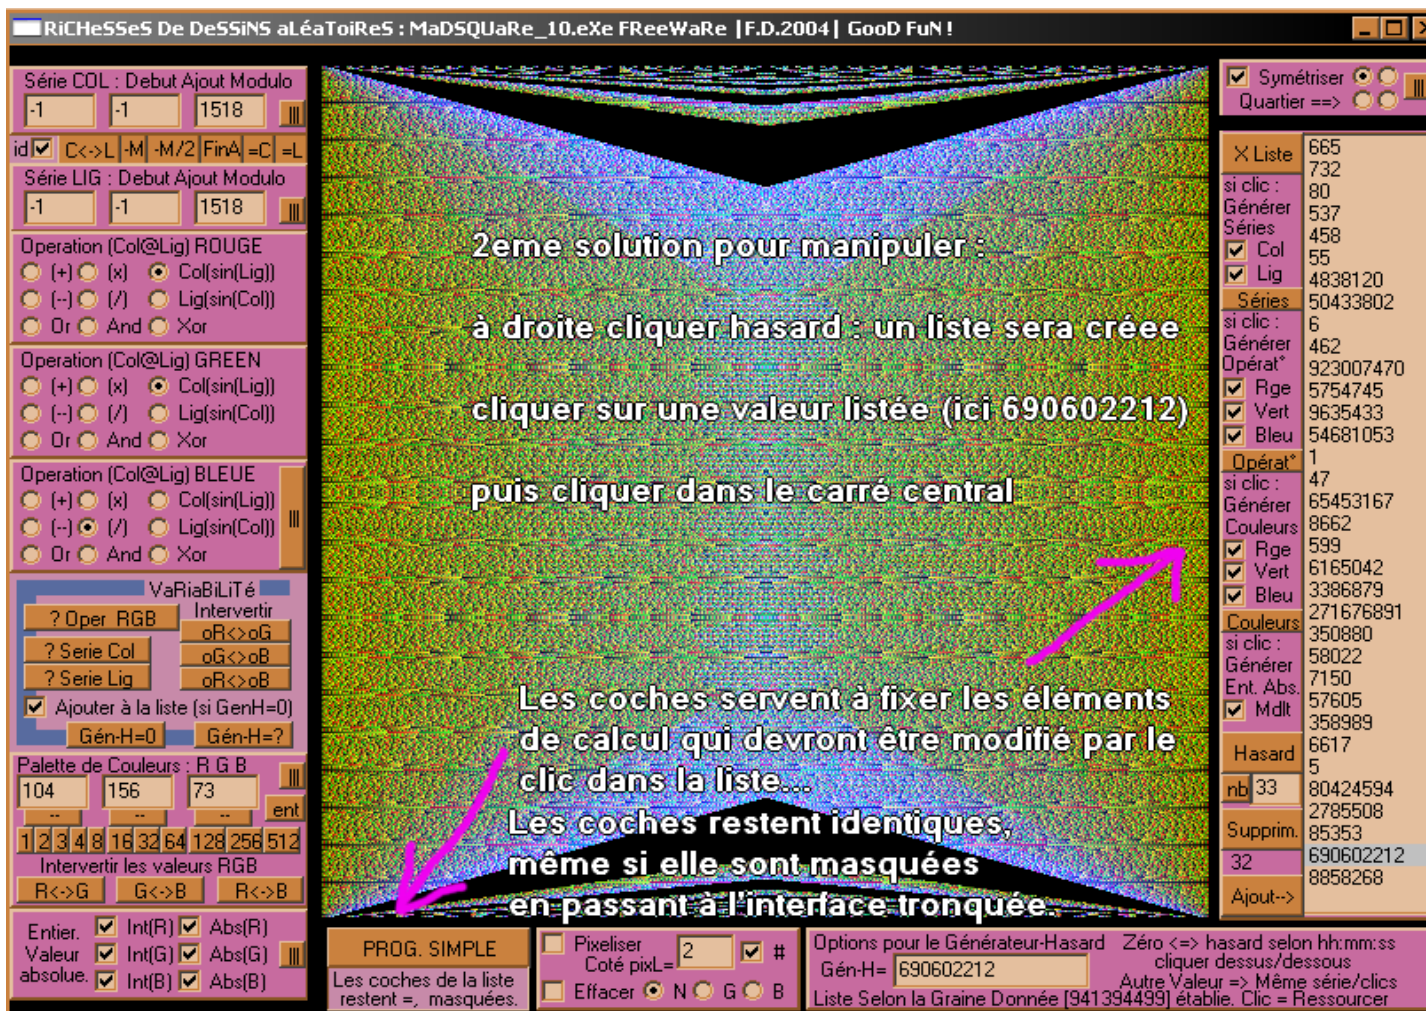 RiCHeSSeS De DeSSiNS aLéaToiReS : MaDSQUaRe_10.eXe FReeWaRe |F.D.2004| GooD FuN !
Série COL : Debut Ajout Modulo
-1 -1 1518 |||
id C<->L -M -M/2 FinA =C =L
Série LIG : Debut Ajout Modulo
-1 -1 1518 |||
Operation (Col@Lig) ROUGE
(+) (x) Col(sin(Lig))
(--) (/) Lig(sin(Col))
Or And Xor
Operation (Col@Lig) GREEN
(+) (x) Col(sin(Lig))
(--) (/) Lig(sin(Col))
Or And Xor
Operation (Col@Lig) BLEUE
(+) (x) Col(sin(Lig))
(--) (/) Lig(sin(Col)) |||
Or And Xor
VaRiaBiLiTé
? Oper RGB Intervertir
oR<>oG
? Serie Col oG<>oB
? Serie Lig oR<>oB
Ajouter à la liste (si GenH=0)
Gén-H=0 Gén-H=?
Palette de Couleurs : R G B
104 156 73 |||
-- -- -- ent
1 2 3 4 8 16 32 64 128 256 512
Intervertir les valeurs RGB
R<->G G<->B R<->B
Entier. Int(R) Abs(R)
Valeur Int(G) Abs(G) |||
absolue. Int(B) Abs(B)
2eme solution pour manipuler :
à droite cliquer hasard : un liste sera créee
cliquer sur une valeur listée (ici 690602212)
puis cliquer dans le carré central
Les coches servent à fixer les éléments
de calcul qui devront être modifié par le
clic dans la liste...
Les coches restent identiques,
même si elle sont masquées
en passant à l'interface tronquée.
PROG. SIMPLE
Les coches de la liste
restent =, masquées.
Pixeliser
Coté pixL= 2 #
Effacer N G B
Options pour le Générateur-Hasard Zéro <=> hasard selon hh:mm:ss
cliquer dessus/dessous
Gén-H= 690602212
Autre Valeur => Même série/clics
Liste Selon la Graine Donnée [941394499] établie. Clic = Ressourcer
Symétriser
Quartier ==> |||
X Liste
si clic :
Générer
Séries
Col
Lig
Séries
si clic :
Générer
Opérat°
Rge
Vert
Bleu
Opérat°
si clic :
Générer
Couleurs
Rge
Vert
Bleu
Couleurs
si clic :
Générer
Ent. Abs.
Mdlt
Hasard
nb 33
Supprim.
32
Ajout-->
665
732
80
537
458
55
4838120
50433802
6
462
923007470
5754745
9635433
54681053
1
47
65453167
8662
599
6165042
3386879
271676891
350880
58022
7150
57605
358989
6617
5
80424594
2785508
85353
690602212
8858268